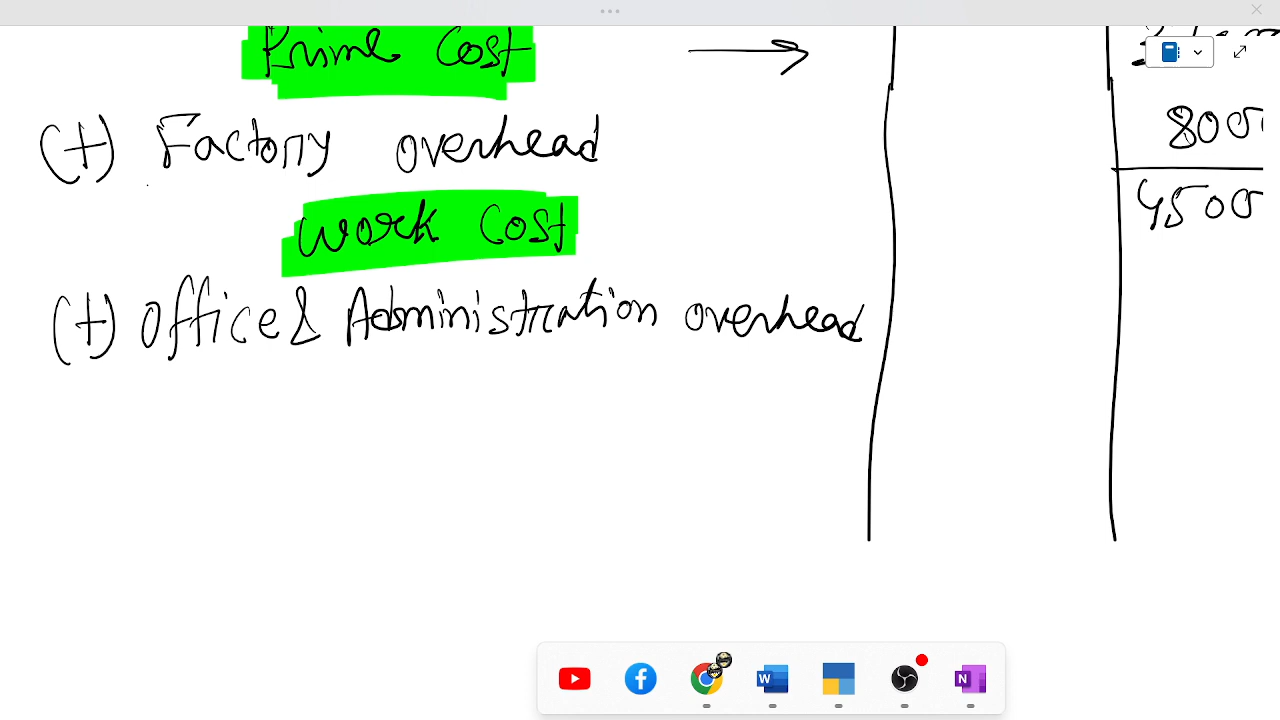 Prime Cost
(+) Factory overhead 800
Work Cost 4500
(+) Office & Administration overhead
W
N